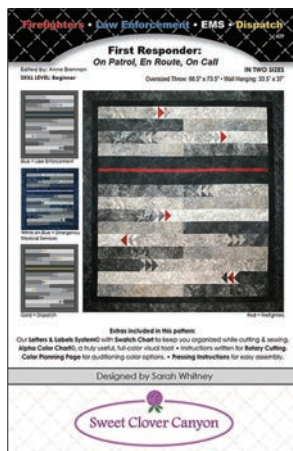 Firefighters • Law Enforcement • EMS • Dispatch
First Responder:
On Patrol, En Route, On Call
Edited by: Anne Brennan
SKILL LEVEL: Beginner
IN TWO SIZES
Oversized Throw: 66.5" x 73.5" • Wall Hanging: 33.5" x 37"
Blue • Law Enforcement
White on Blue • Emergency
Medical Services
Gold • Dispatch
Red • Firefighters
Extras included in this pattern:
Our Letters & Labels System© with Swatch Chart to keep you organized while cutting & sewing.
Alpha Color Chart©, a truly useful, full-color visual tool! • Instructions written for Rotary Cutting.
Color Planning Page for auditioning color options. • Pressing Instructions for easy assembly.
Designed by Sarah Whitney
Sweet Clover Canyon